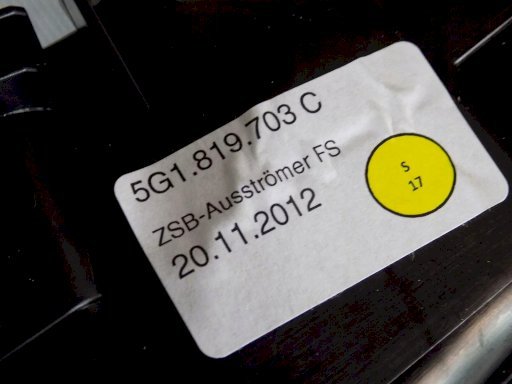 5G1.819.703 C
ZSB-Ausströmer FS
20.11.2012
S
17